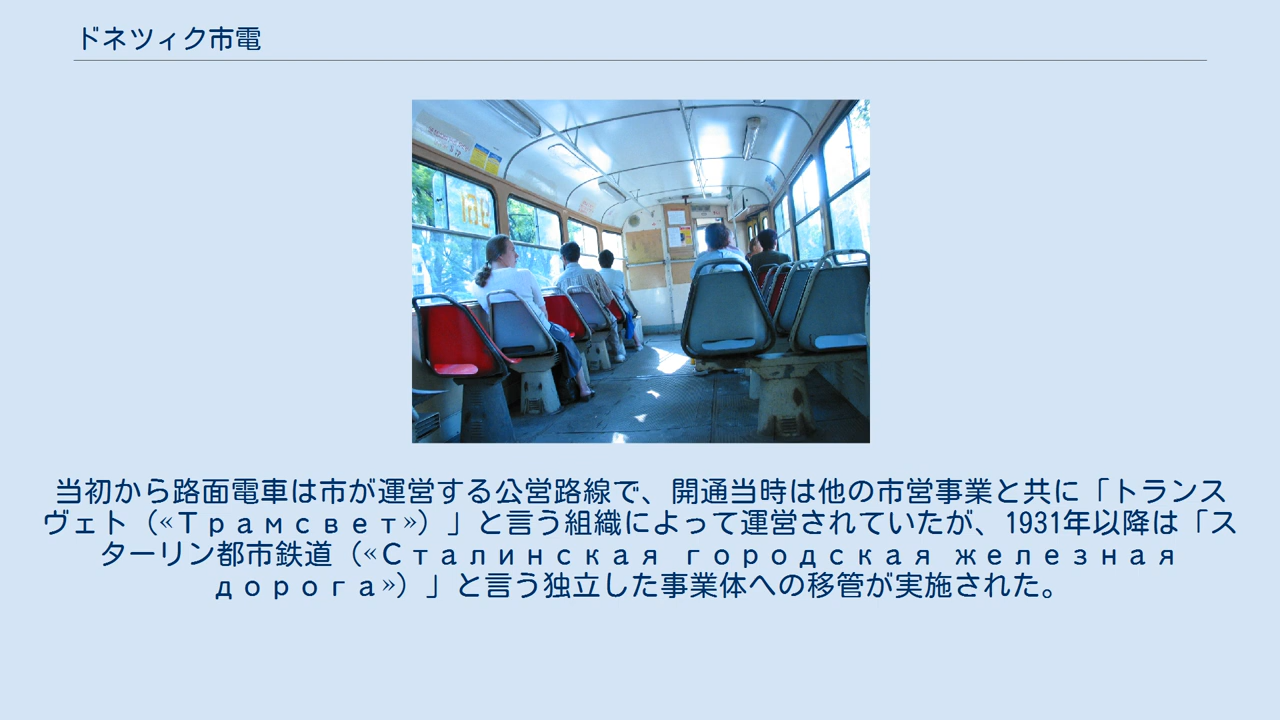 ドネツィク市電
当初から路面電車は市が運営する公営路線で、開通当時は他の市営事業と共に「トランス
ヴェト（«Трамсвет»）」と言う組織によって運営されていたが、1931年以降は「ス
ターリン都市鉄道（«Сталинская городская железная
дорога»）」と言う独立した事業体への移管が実施された。